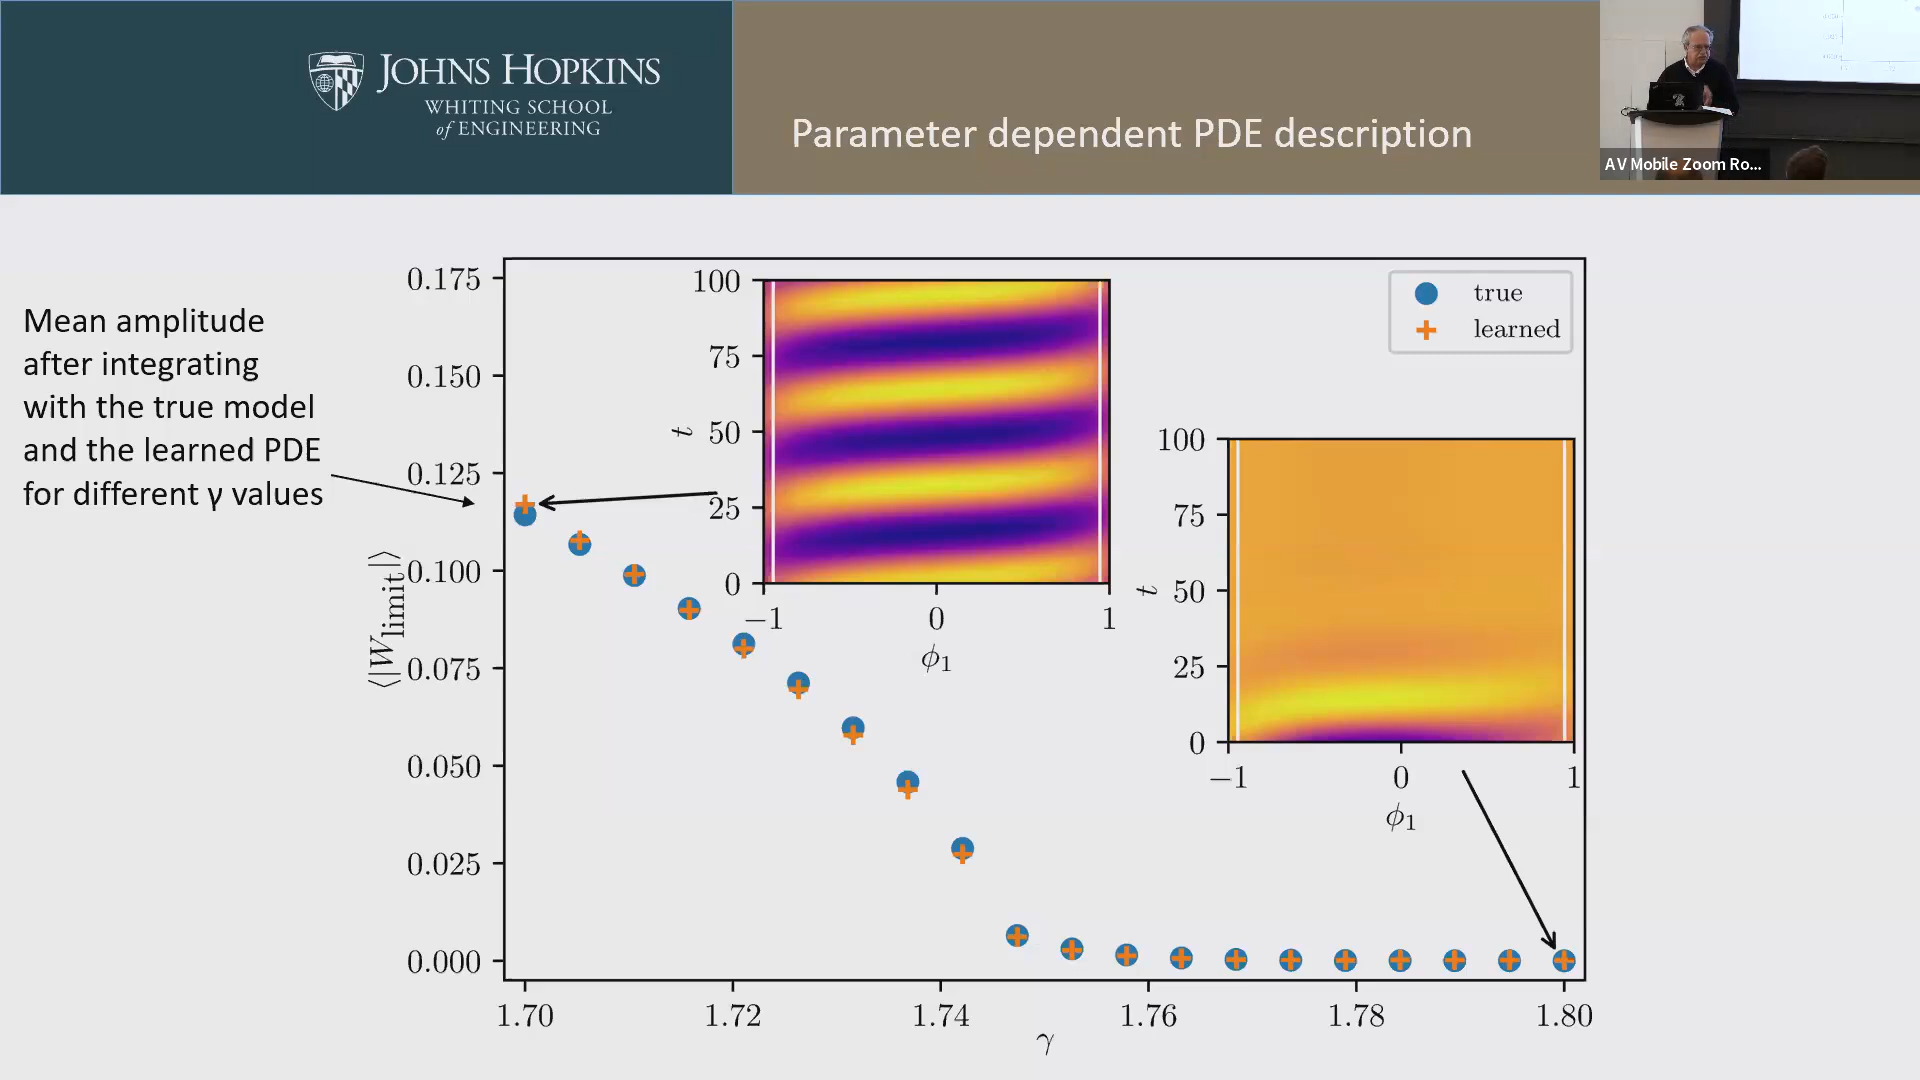 JOHNS HOPKINS
WHITING SCHOOL
of ENGINEERING
Parameter dependent PDE description
AV Mobile Zoom Ro...
Mean amplitude
after integrating
with the true model
and the learned PDE
for different γ values
0.175
0.150
0.125
0.100
0.075
0.050
0.025
0.000
⟨|W_limit|⟩
1.70
1.72
1.74
1.76
1.78
1.80
γ
100
75
50
25
0
t
−1
0
1
ϕ₁
true
learned
100
75
50
25
0
t
−1
0
1
ϕ₁